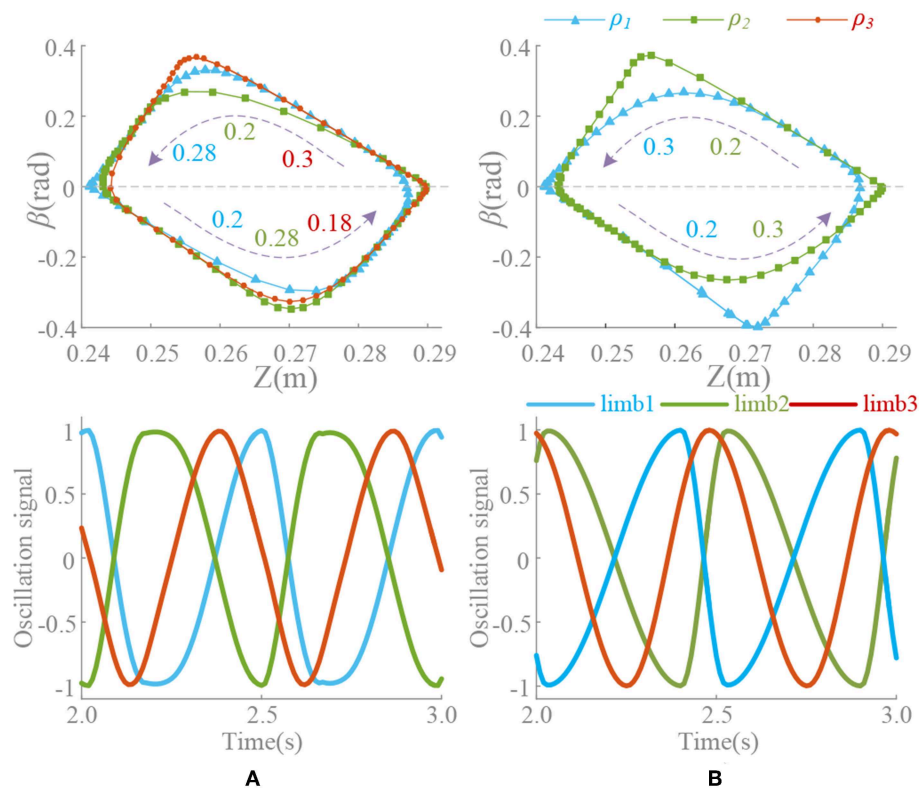 ρ1 ρ2 ρ3
0.4
0.2
0
-0.2
-0.4
β(rad)
0.2
0.28
0.3
0.2
0.28
0.18
0.24 0.25 0.26 0.27 0.28 0.29
Z(m)
0.4
0.2
0
-0.2
-0.4
β(rad)
0.3
0.2
0.2
0.3
0.24 0.25 0.26 0.27 0.28 0.29
Z(m)
limb1 limb2 limb3
1
0.5
0
-0.5
-1
Oscillation signal
2.0 2.5 3.0
Time(s)
A
1
0.5
0
-0.5
-1
Oscillation signal
2.0 2.5 3.0
Time(s)
B